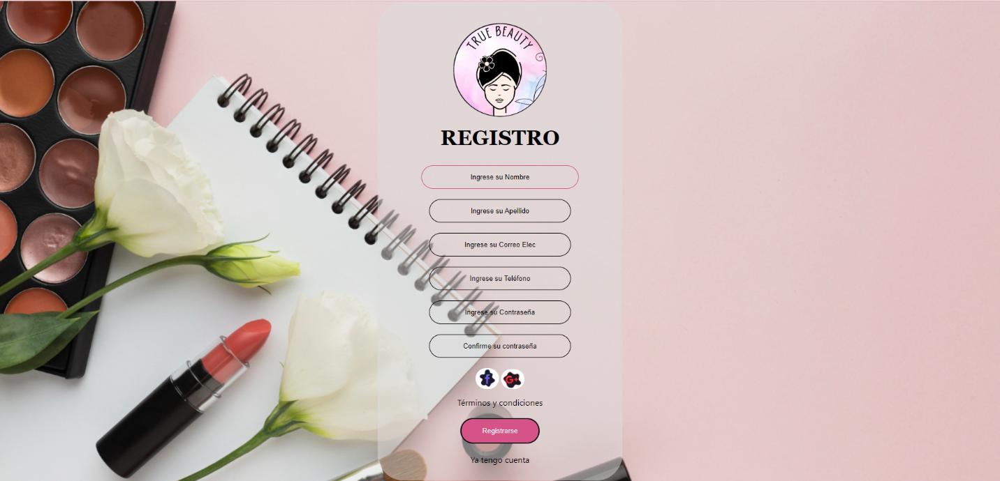 TRUE BEAUTY
REGISTRO
Ingrese su Nombre
Ingrese su Apellido
Ingrese su Correo Elec
Ingrese su Teléfono
Ingrese su Contraseña
Confirme su contraseña
f G+
Términos y condiciones
Registrarse
Ya tengo cuenta